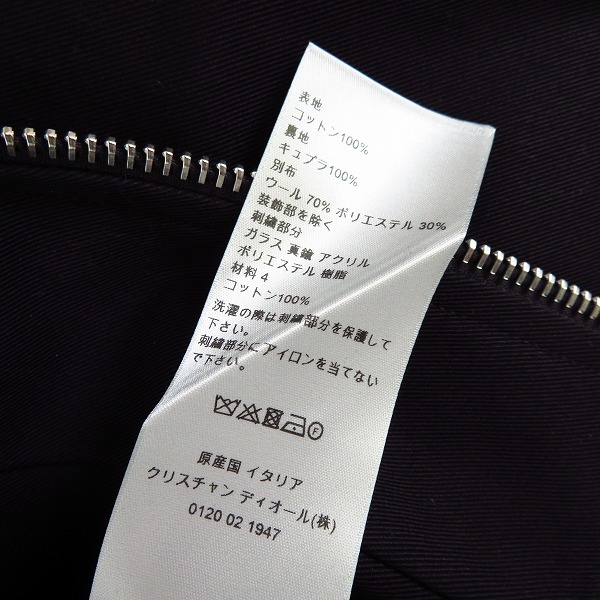 表地
コットン100%
裏地
キュプラ100%
別布
ウール 70% ポリエステル 30%
装飾部を除く
刺繍部分
ガラス 真鍮 アクリル
ポリエステル 樹脂
材料 4
コットン100%
洗濯の際は刺繍部分を保護して
下さい。
刺繍部分にアイロンを当てない
で下さい。
F
原産国 イタリア
クリスチャン ディオール(株)
0120 02 1947